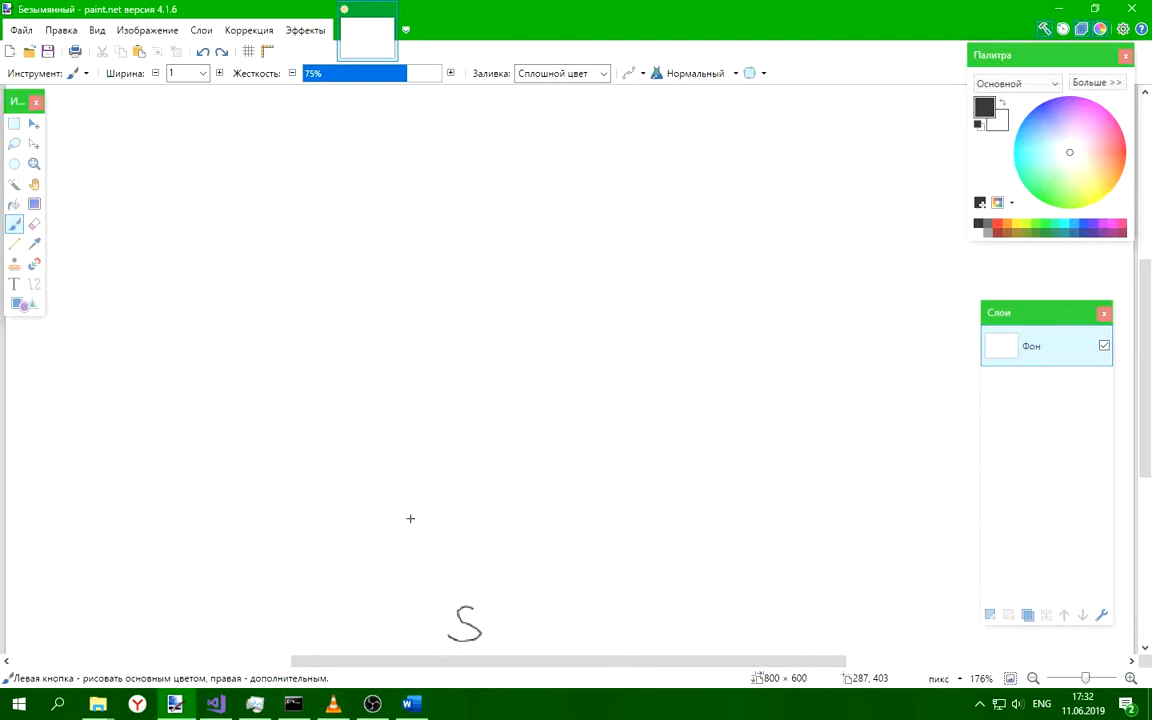 Безымянный - paint.net версия 4.1.6
Файл Правка Вид Изображение Слои Коррекция Эффекты
Инструмент: Ширина: 1 Жесткость: 75% Заливка: Сплошной цвет Нормальный
И...
Палитра
Основной Больше >>
Слои
Фон
S
Левая кнопка - рисовать основным цветом, правая - дополнительным. 800 × 600 287, 403 пикс 176%
ENG 17:32
11.06.2019 2